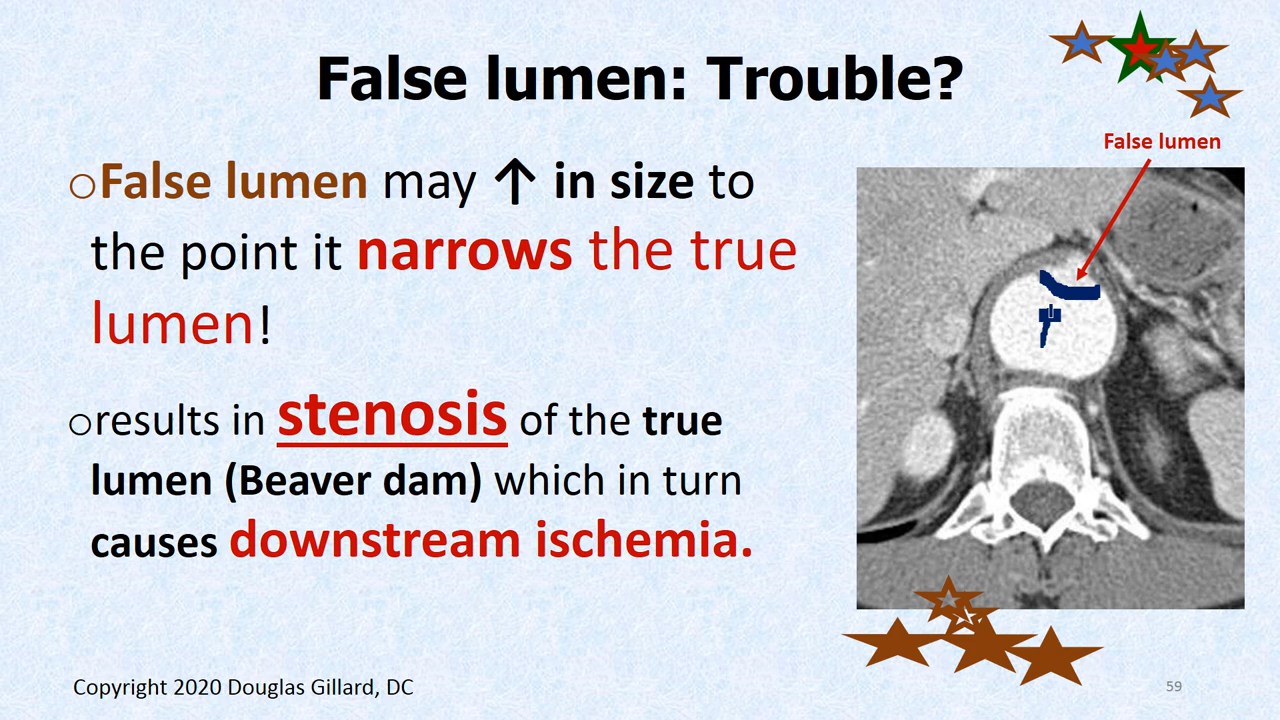 False lumen: Trouble?
False lumen
○False lumen may ↑ in size to
the point it narrows the true
lumen!
○results in stenosis of the true
lumen (Beaver dam) which in turn
causes downstream ischemia.
Copyright 2020 Douglas Gillard, DC
59